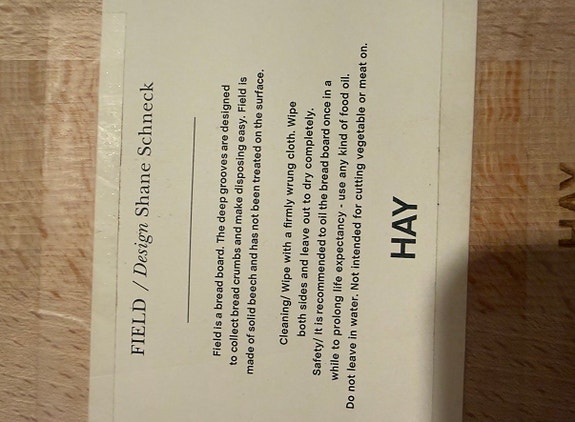 FIELD / Design Shane Schneck
Field is a bread board. The deep grooves are designed
to collect bread crumbs and make disposing easy. Field is
made of solid beech and has not been treated on the surface.
Cleaning/ Wipe with a firmly wrung cloth. Wipe
both sides and leave out to dry completely.
Safety/ It is recommended to oil the bread board once in a
while to prolong life expectancy - use any kind of food oil.
Do not leave in water. Not intended for cutting vegetable or meat on.
HAY
HAY